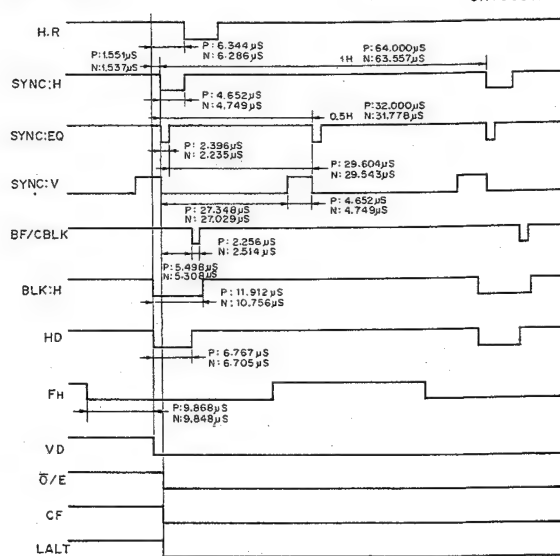 H.R
P:1.551µS
N:1.537µS
P: 6.344µS
N: 6.286µS
1H
P:64.000µS
N:63.557µS
SYNC:H
P: 4.652µS
N: 4.749µS
0.5H
P:32.000µS
N:31.778µS
SYNC:EQ
P: 2.396µS
N: 2.235µS
P:29.604µS
N:29.543µS
SYNC:V
P: 27.348µS
N: 27.029µS
P: 4.652µS
N: 4.749µS
BF/CBLK
P: 2.256µS
N: 2.514µS
P:5.498µS
N:5.308µS
BLK:H
P:11.912µS
N:10.756µS
HD
P: 6.767µS
N: 6.705µS
FH
P:9.868µS
N:9.848µS
VD
O̅/E
CF
LALT